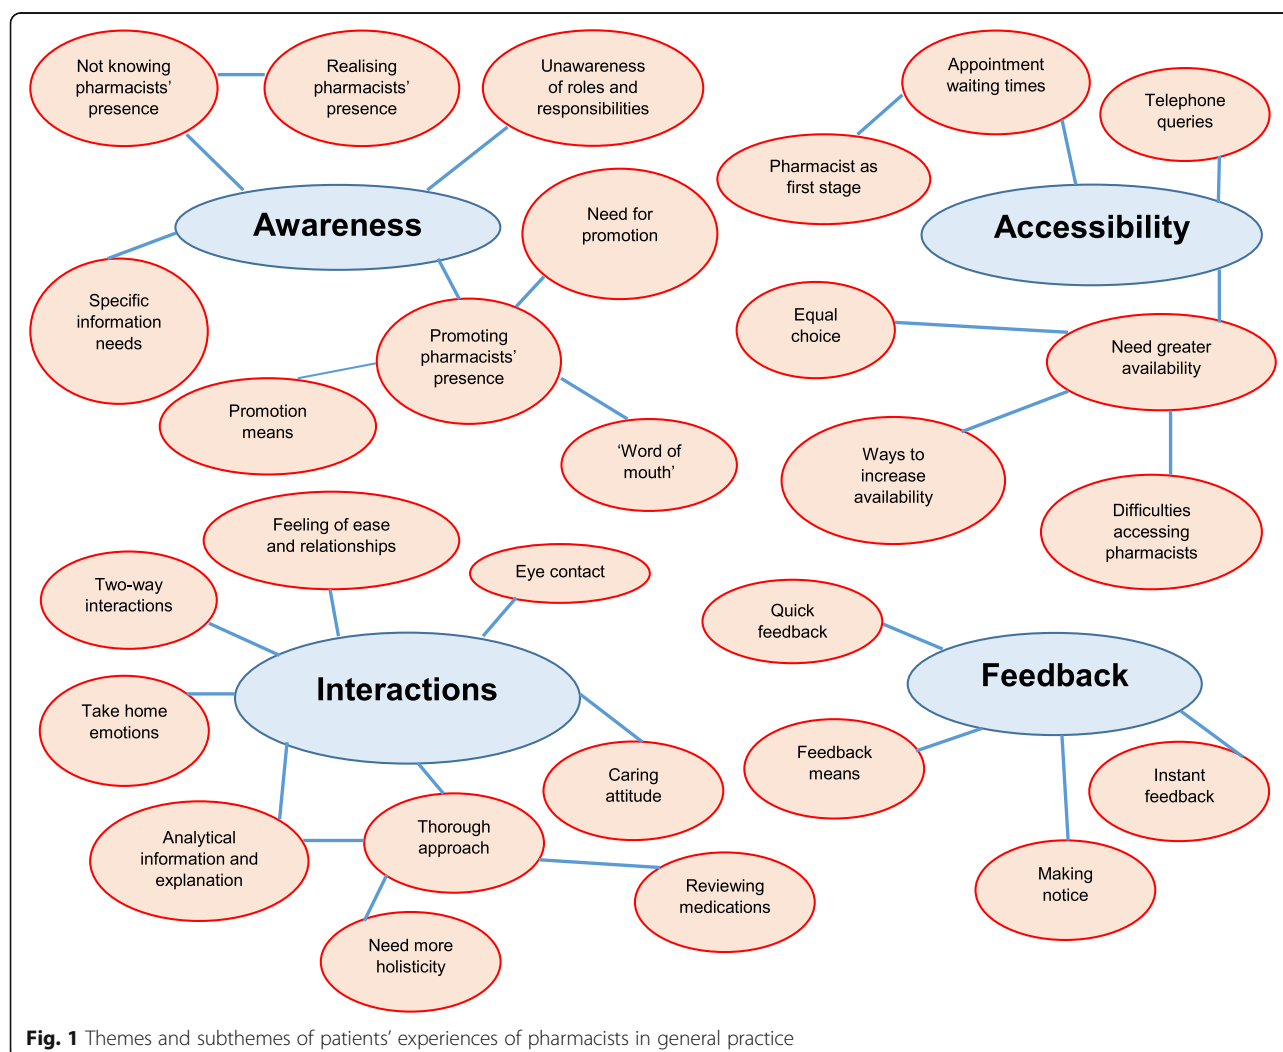 Not knowing
pharmacists’
presence
Realising
pharmacists’
presence
Unawareness
of roles and
responsibilities
Awareness
Need for
promotion
Specific
information
needs
Promoting
pharmacists’
presence
Promotion
means
‘Word of
mouth’
Appointment
waiting times
Telephone
queries
Pharmacist as
first stage
Accessibility
Equal
choice
Need greater
availability
Ways to
increase
availability
Difficulties
accessing
pharmacists
Feeling of ease
and relationships
Eye contact
Two-way
interactions
Interactions
Take home
emotions
Caring
attitude
Analytical
information and
explanation
Thorough
approach
Reviewing
medications
Need more
holisticity
Quick
feedback
Feedback
Feedback
means
Instant
feedback
Making
notice
Fig. 1 Themes and subthemes of patients’ experiences of pharmacists in general practice